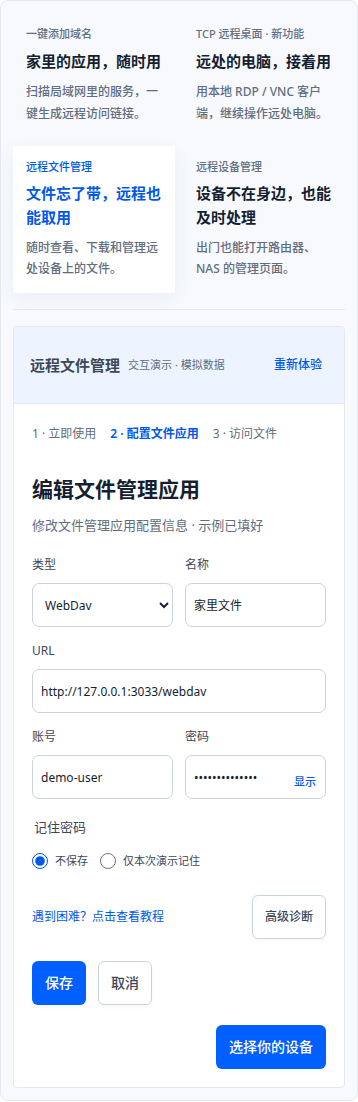 一键添加域名
家里的应用，随时用
扫描局域网里的服务，一
键生成远程访问链接。
TCP 远程桌面 · 新功能
远处的电脑，接着用
用本地 RDP / VNC 客户
端，继续操作远处电脑。
远程文件管理
文件忘了带，远程也
能取用
随时查看、下载和管理远
处设备上的文件。
远程设备管理
设备不在身边，也能
及时处理
出门也能打开路由器、
NAS 的管理页面。
远程文件管理 交互演示 · 模拟数据 重新体验
1 · 立即使用 2 · 配置文件应用 3 · 访问文件
编辑文件管理应用
修改文件管理应用配置信息 · 示例已填好
类型 名称
WebDav 家里文件
URL
http://127.0.0.1:3033/webdav
账号 密码
demo-user •••••••••••••• 显示
记住密码
不保存 仅本次演示记住
遇到困难？点击查看教程 高级诊断
保存 取消
选择你的设备